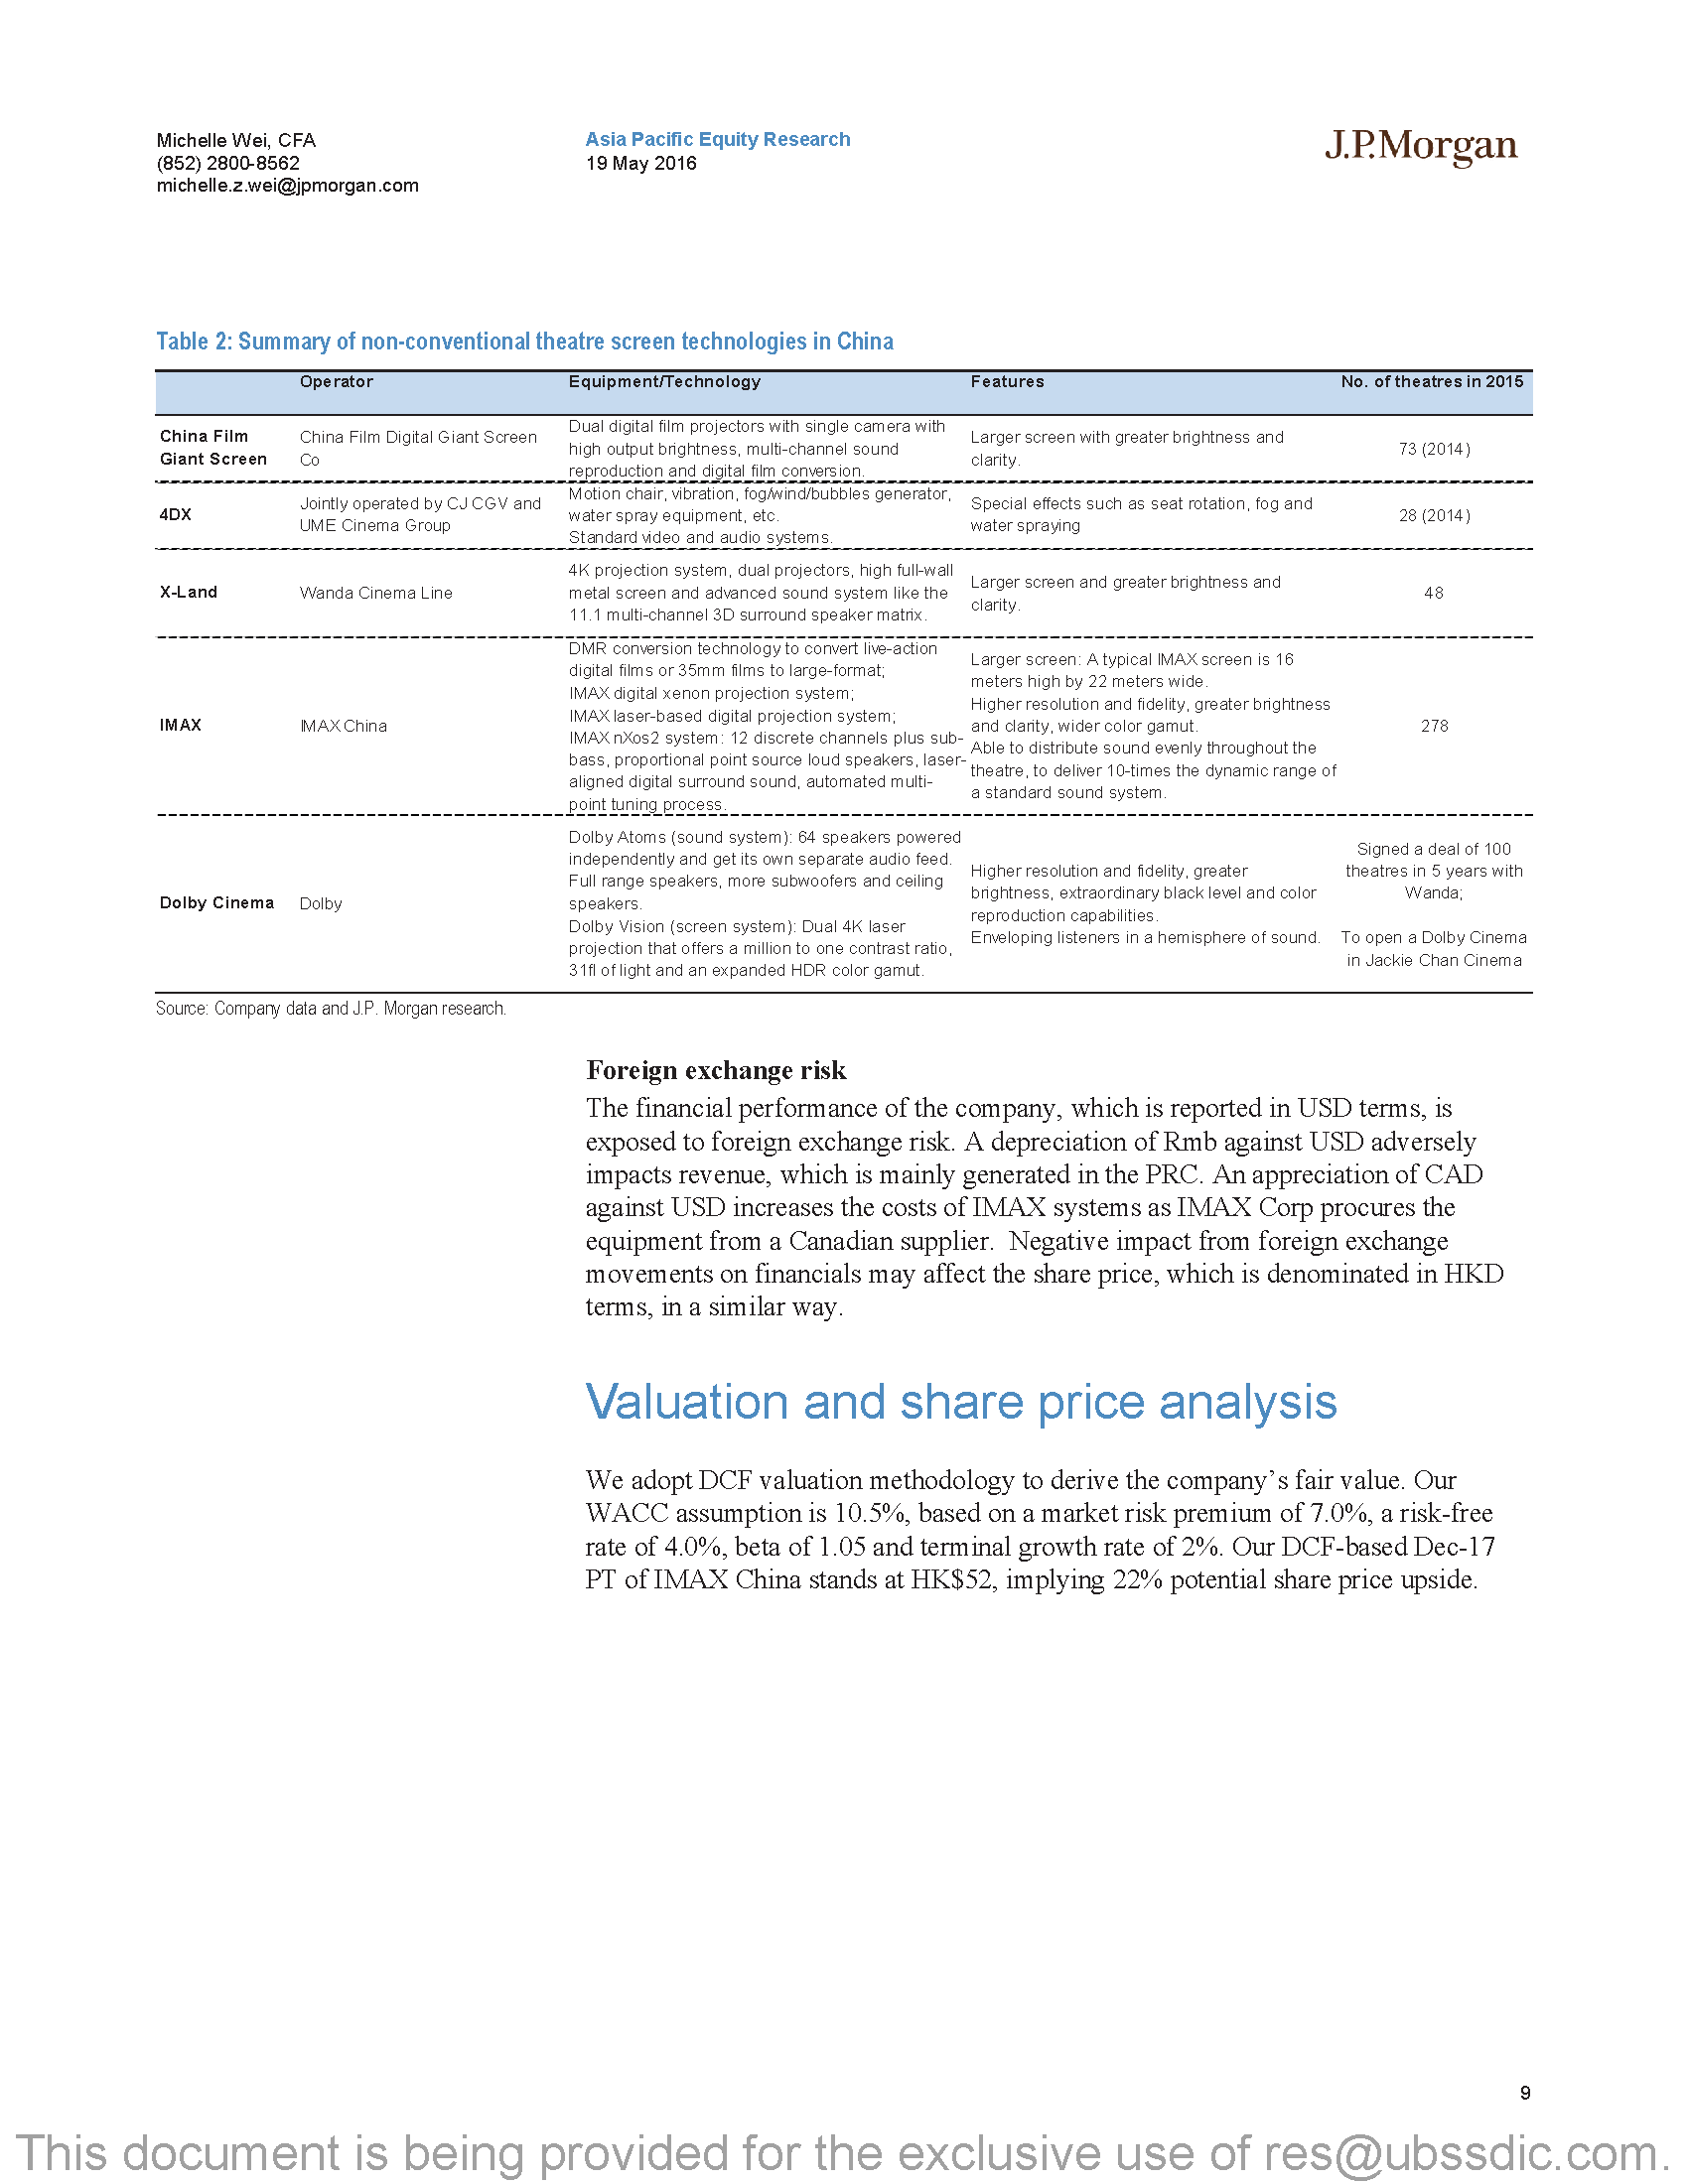 Michelle Wei, CFA
(852) 2800-8562
michelle.z.wei@jpmorgan.com
Asia Pacific Equity Research
19 May 2016
J.P.Morgan
Table 2: Summary of non-conventional theatre screen technologies in China
Operator
Equipment/Technology
Features
No. of theatres in 2015
China Film
Giant Screen
China Film Digital Giant Screen
Co
Dual digital film projectors with single camera with
high output brightness, multi-channel sound
reproduction and digital film conversion.
Larger screen with greater brightness and
clarity.
73 (2014)
4DX
Jointly operated by CJ CGV and
UME Cinema Group
Motion chair, vibration, fog/wind/bubbles generator,
water spray equipment, etc.
Standard video and audio systems.
Special effects such as seat rotation, fog and
water spraying
28 (2014)
X-Land
Wanda Cinema Line
4K projection system, dual projectors, high full-wall
metal screen and advanced sound system like the
11.1 multi-channel 3D surround speaker matrix.
Larger screen and greater brightness and
clarity.
48
IMAX
IMAX China
DMR conversion technology to convert live-action
digital films or 35mm films to large-format;
IMAX digital xenon projection system;
IMAX laser-based digital projection system;
IMAX nXos2 system: 12 discrete channels plus sub-
bass, proportional point source loud speakers, laser-
aligned digital surround sound, automated multi-
point tuning process.
Larger screen: A typical IMAX screen is 16
meters high by 22 meters wide.
Higher resolution and fidelity, greater brightness
and clarity, wider color gamut.
Able to distribute sound evenly throughout the
theatre, to deliver 10-times the dynamic range of
a standard sound system.
278
Dolby Cinema
Dolby
Dolby Atoms (sound system): 64 speakers powered
independently and get its own separate audio feed.
Full range speakers, more subwoofers and ceiling
speakers.
Dolby Vision (screen system): Dual 4K laser
projection that offers a million to one contrast ratio,
31fl of light and an expanded HDR color gamut.
Higher resolution and fidelity, greater
brightness, extraordinary black level and color
reproduction capabilities.
Enveloping listeners in a hemisphere of sound.
Signed a deal of 100
theatres in 5 years with
Wanda;
To open a Dolby Cinema
in Jackie Chan Cinema
Source: Company data and J.P. Morgan research.
Foreign exchange risk
The financial performance of the company, which is reported in USD terms, is
exposed to foreign exchange risk. A depreciation of Rmb against USD adversely
impacts revenue, which is mainly generated in the PRC. An appreciation of CAD
against USD increases the costs of IMAX systems as IMAX Corp procures the
equipment from a Canadian supplier.  Negative impact from foreign exchange
movements on financials may affect the share price, which is denominated in HKD
terms, in a similar way.
Valuation and share price analysis
We adopt DCF valuation methodology to derive the company’s fair value. Our
WACC assumption is 10.5%, based on a market risk premium of 7.0%, a risk-free
rate of 4.0%, beta of 1.05 and terminal growth rate of 2%. Our DCF-based Dec-17
PT of IMAX China stands at HK$52, implying 22% potential share price upside.
9
This document is being provided for the exclusive use of res@ubssdic.com.